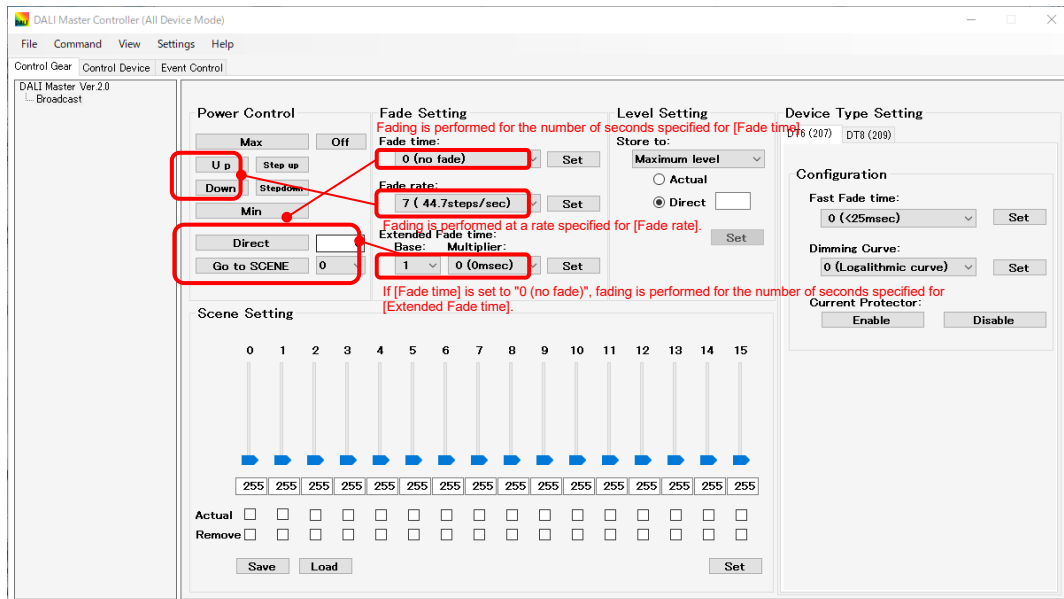 DALI Master Controller (All Device Mode)
File Command View Settings Help
Control Gear Control Device Event Control
DALI Master Ver.2.0
Broadcast
Power Control
Max Off
Up Step up
Down Stepdown
Min
Direct
Go to SCENE 0
Fade Setting
Fading is performed for the number of seconds specified for [Fade time].
Fade time:
0 (no fade) Set
Fade rate:
7 ( 44.7steps/sec) Set
Fading is performed at a rate specified for [Fade rate].
Extended Fade time:
Base: Multiplier:
1 0 (0msec) Set
If [Fade time] is set to "0 (no fade)", fading is performed for the number of seconds specified for
[Extended Fade time].
Level Setting
Store to:
Maximum level
Actual
Direct
Set
Device Type Setting
DT6 (207) DT8 (209)
Configuration
Fast Fade time:
0 (<25msec) Set
Dimming Curve:
0 (Logalithmic curve) Set
Current Protector:
Enable Disable
Scene Setting
0 1 2 3 4 5 6 7 8 9 10 11 12 13 14 15
255 255 255 255 255 255 255 255 255 255 255 255 255 255 255 255
Actual
Remove
Save Load Set